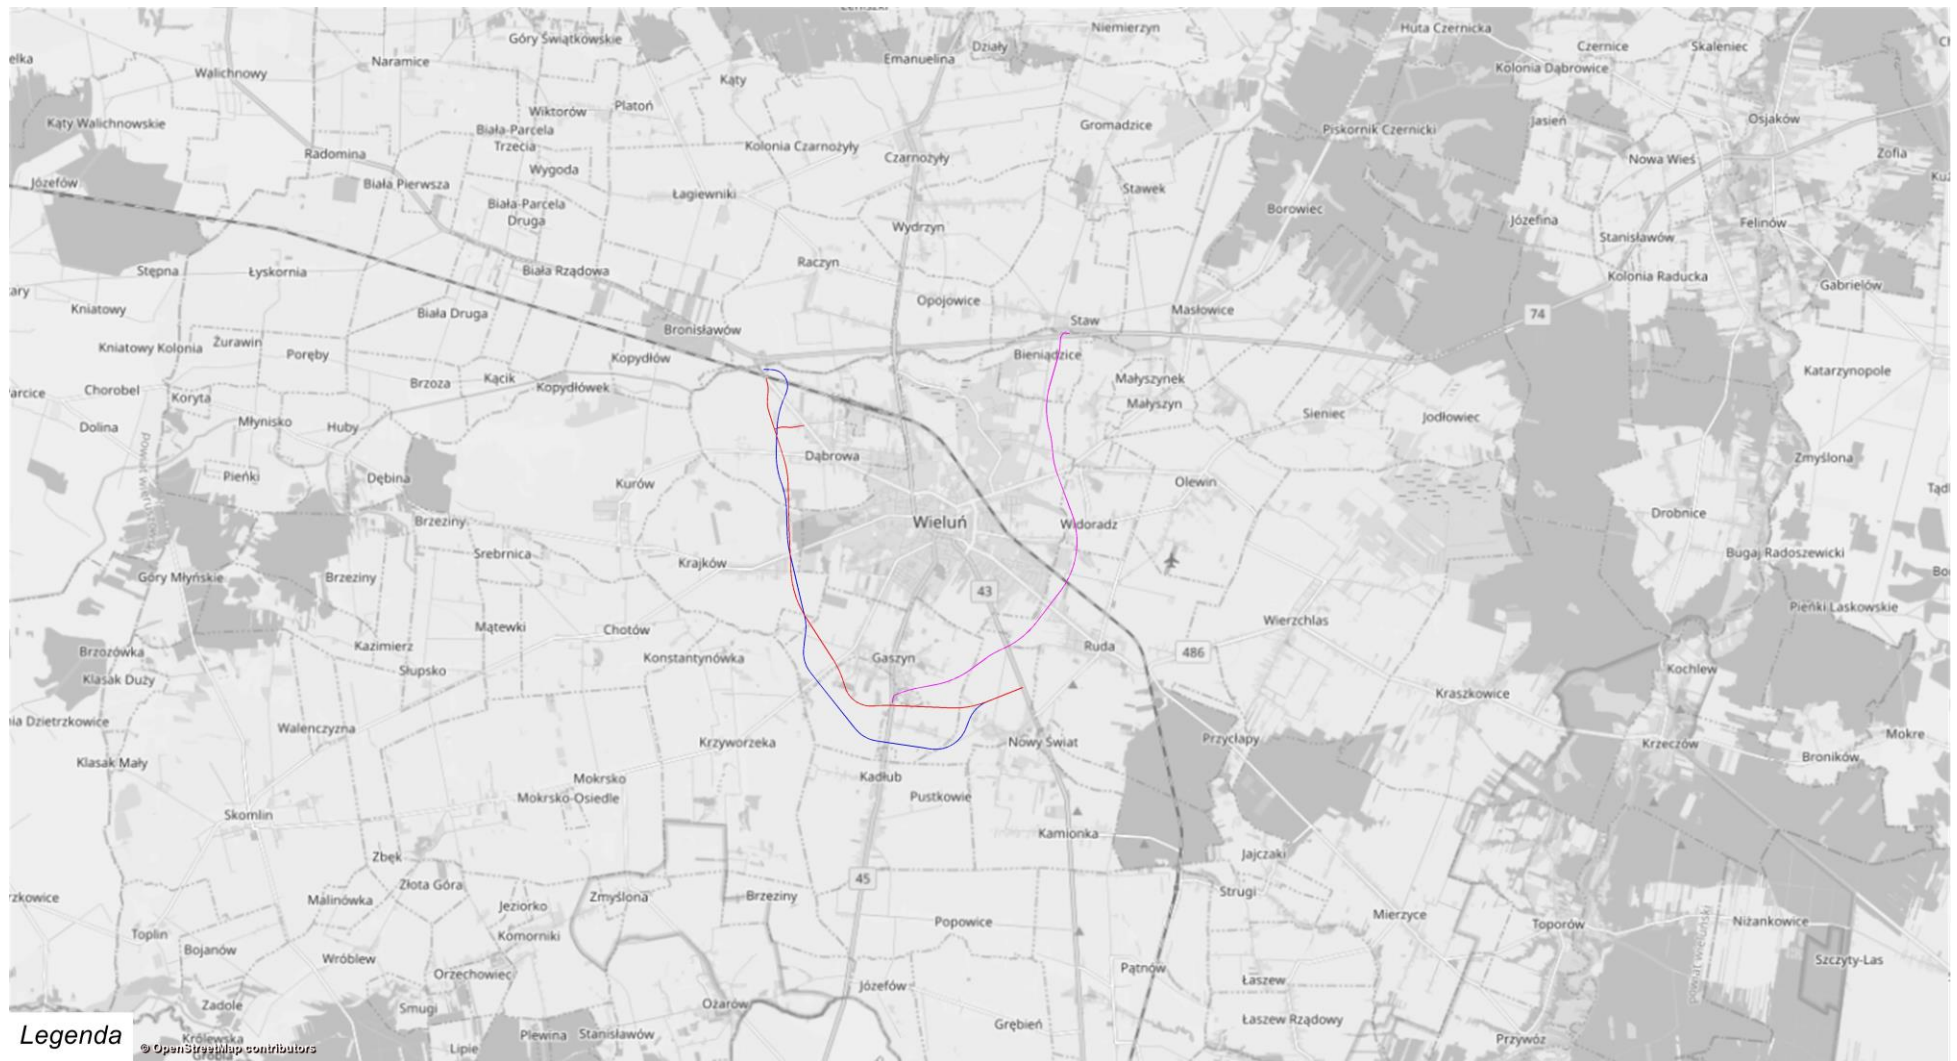 Góry Świątkowskie
Emanuelina
Działy
Niemierzyn
Huta Czernicka
Czernice
Skaleniec
Walichnowy
Naramice
Kąty
Kolonia Dąbrowice
Kąty Walichnowskie
Wiktorów
Platoń
Biała-Parcela
Trzecia
Kolonia Czarnożyły
Gromadzice
Piskornik Czernicki
Jasień
Osjaków
Radomina
Wygoda
Czarnożyły
Nowa Wieś
Zofia
Józefów
Biała Pierwsza
Łagiewniki
Stawek
Biała-Parcela
Druga
Wydrzyn
Borowiec
Józefina
Felinów
Stanisławów
Stępna
Łyskornia
Biała Rządowa
Raczyn
Kolonia Raducka
Gabrielów
Kniatowy
Biała Druga
Bronisławów
Opojowice
Staw
Masłowice
74
Kniatowy Kolonia
Żurawin
Poręby
Kopydłów
Bieniądzice
Katarzynopole
Chorobel
Koryta
Brzoza
Kącik
Kopydłówek
Małyszynek
Małyszyn
Dolina
Młynisko
Huby
Sieniec
Jodłowiec
Dąbrowa
Zmyślona
Pieńki
Dębina
Kurów
Olewin
Brzeziny
Wieluń
Widoradz
Drobnice
Srebrnica
Krajków
Bugaj Radoszewicki
Góry Młyńskie
Brzeziny
43
Pieńki Laskowskie
Mątewki
Chotów
Wierzchlas
Brzozówka
Kazimierz
Konstantynówka
Gaszyn
Ruda
486
Klasak Duży
Słupsko
Kochlew
Kraszkowice
nia Dzietrzkowice
Walenczyzna
Krzyworzeka
Nowy Świat
Przycłapy
Krzeczów
Mokre
Broników
Klasak Mały
Mokrsko
Kadłub
Mokrsko-Osiedle
Pustkowie
Skomlin
Kamionka
Zbęk
Jajczaki
Złota Góra
45
Strugi
rzkowice
Malinówka
Jeziorko
Zmyślona
Brzeziny
Popowice
Mierzyce
Toporów
Niżankowice
Toplin
Bojanów
Komorniki
Wróblew
Orzechowiec
Pątnów
Łaszew
Szczyty-Las
Józefów
Zadole
Smugi
Ożarów
Grębień
Łaszew Rządowy
Legenda
Królewska
Grobla
Lipie
Plewina
Stanisławów
Przywóz
powiat wieluński
© OpenStreetMap contributors